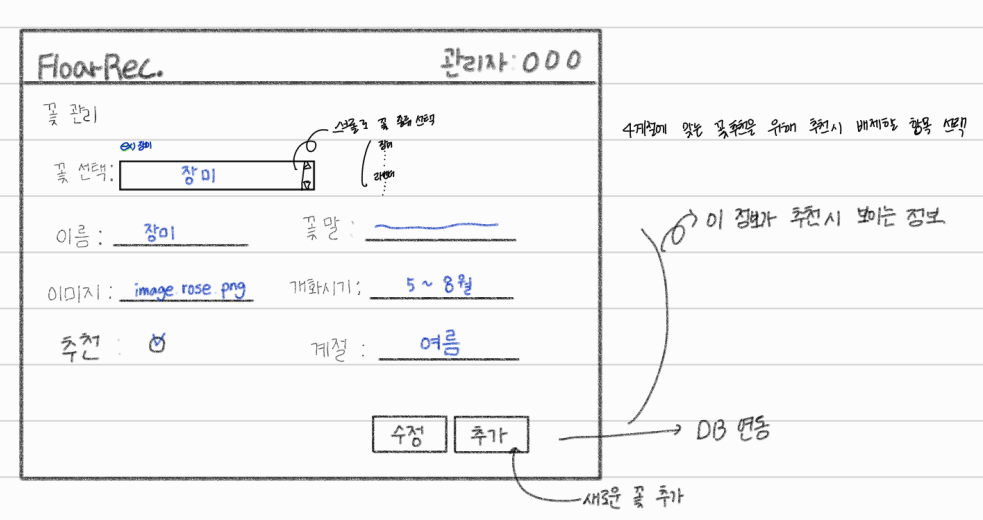 FloarRec.
관리자: 000
꽃 관리
스크롤로 꽃 종류 선택
4계절에 맞는 꽃추천을 위해 추천시 배제할 항목 선택
ex) 장미
장미
꽃 선택: 장미
이 정보가 추천시 보이는 정보
이름: 장미
꽃말:
이미지: image.rose.png
개화시기: 5~8월
추천:
계절: 여름
수정
추가
DB 연동
새로운 꽃 추가